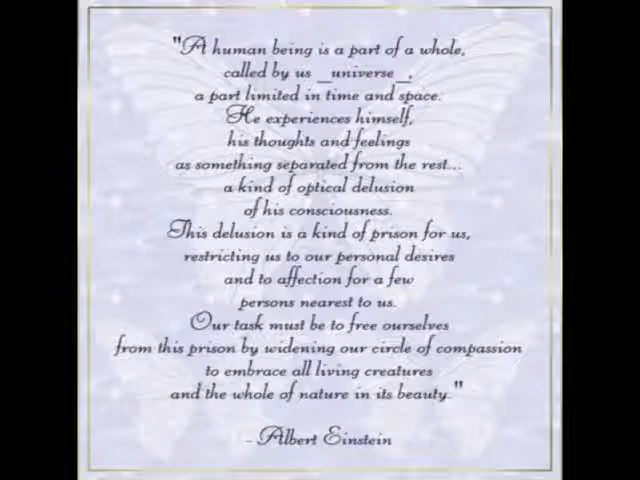 "A human being is a part of a whole,
called by us _universe_,
a part limited in time and space.
He experiences himself,
his thoughts and feelings
as something separated from the rest...
a kind of optical delusion
of his consciousness.
This delusion is a kind of prison for us,
restricting us to our personal desires
and to affection for a few
persons nearest to us.
Our task must be to free ourselves
from this prison by widening our circle of compassion
to embrace all living creatures
and the whole of nature in its beauty."
- Albert Einstein